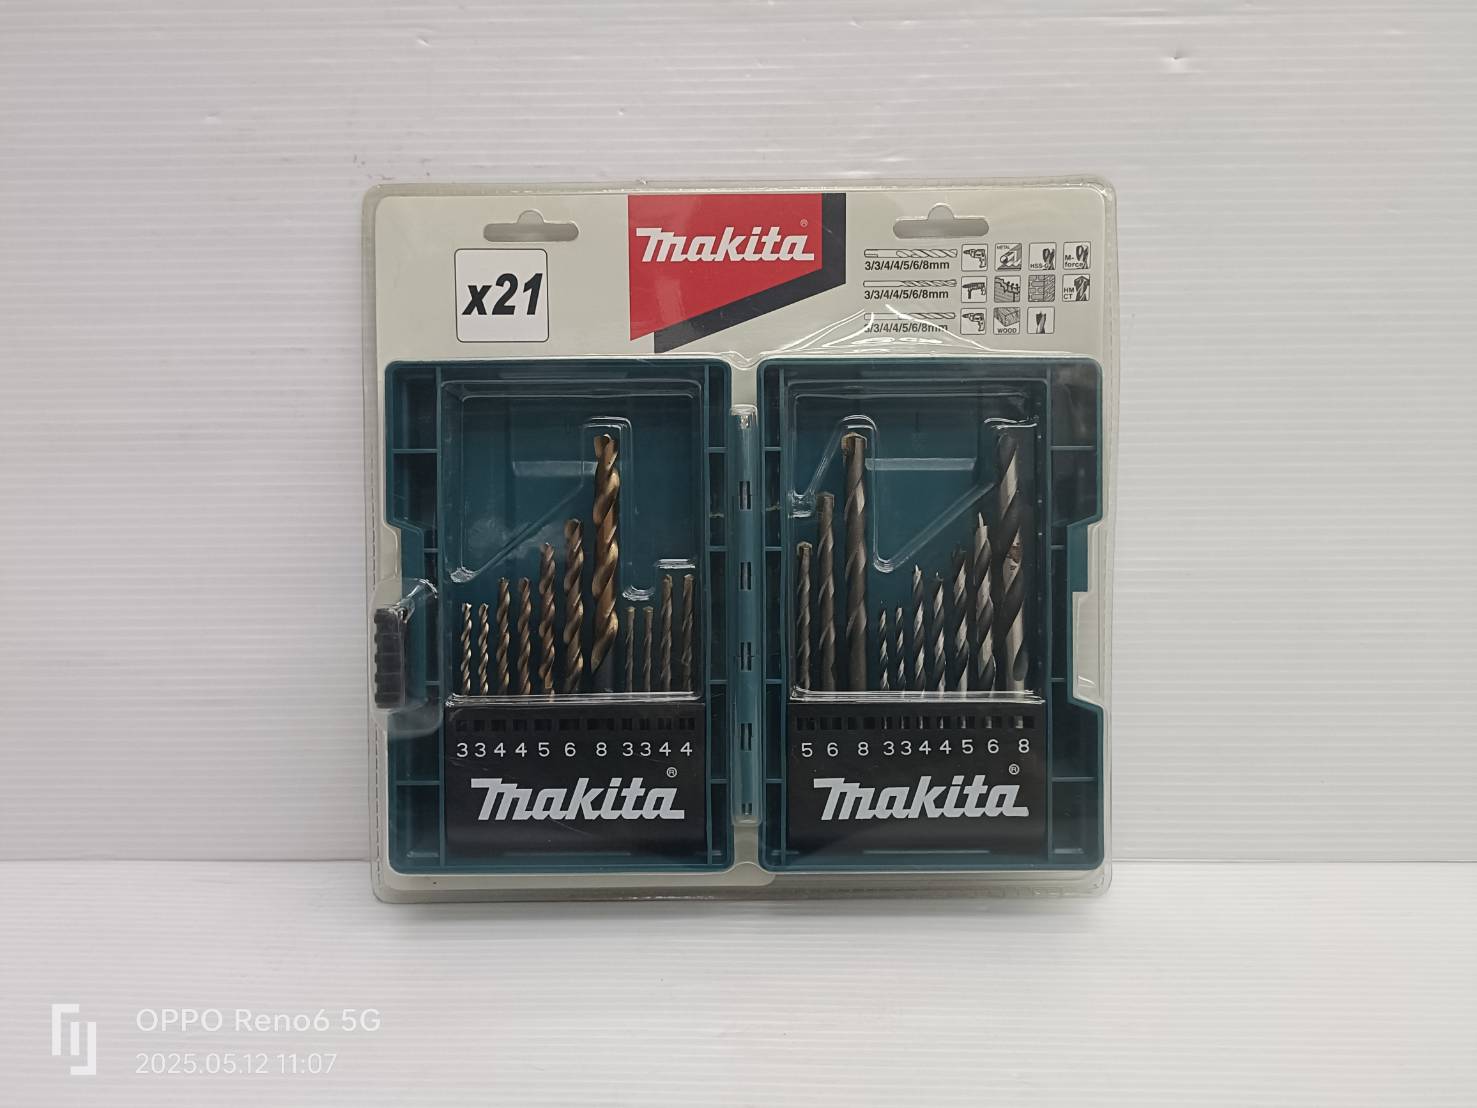 x21
makita®
3/3/4/4/5/6/8mm
METAL
HSS-G
M-force
3/3/4/4/5/6/8mm
HM
CT
3/3/4/4/5/6/8mm
WOOD
3 3 4 4 5 6 8 3 3 4 4
makita®
5 6 8 3 3 4 4 5 6 8
makita®
OPPO Reno6 5G
2025.05.12 11:07